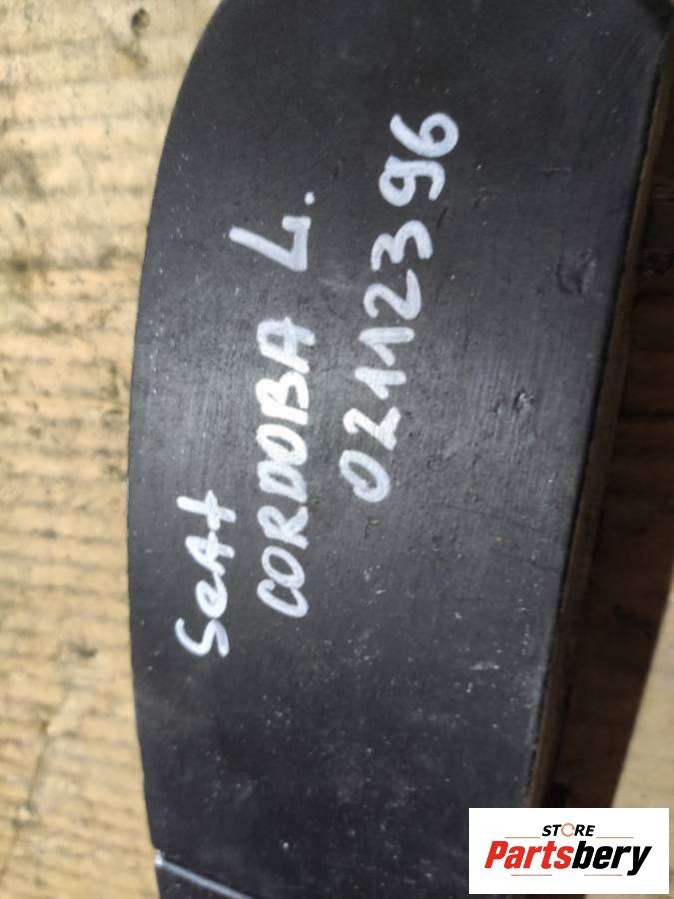 SeAt
CORDOBA L.
02112396
STORE
Partsbery